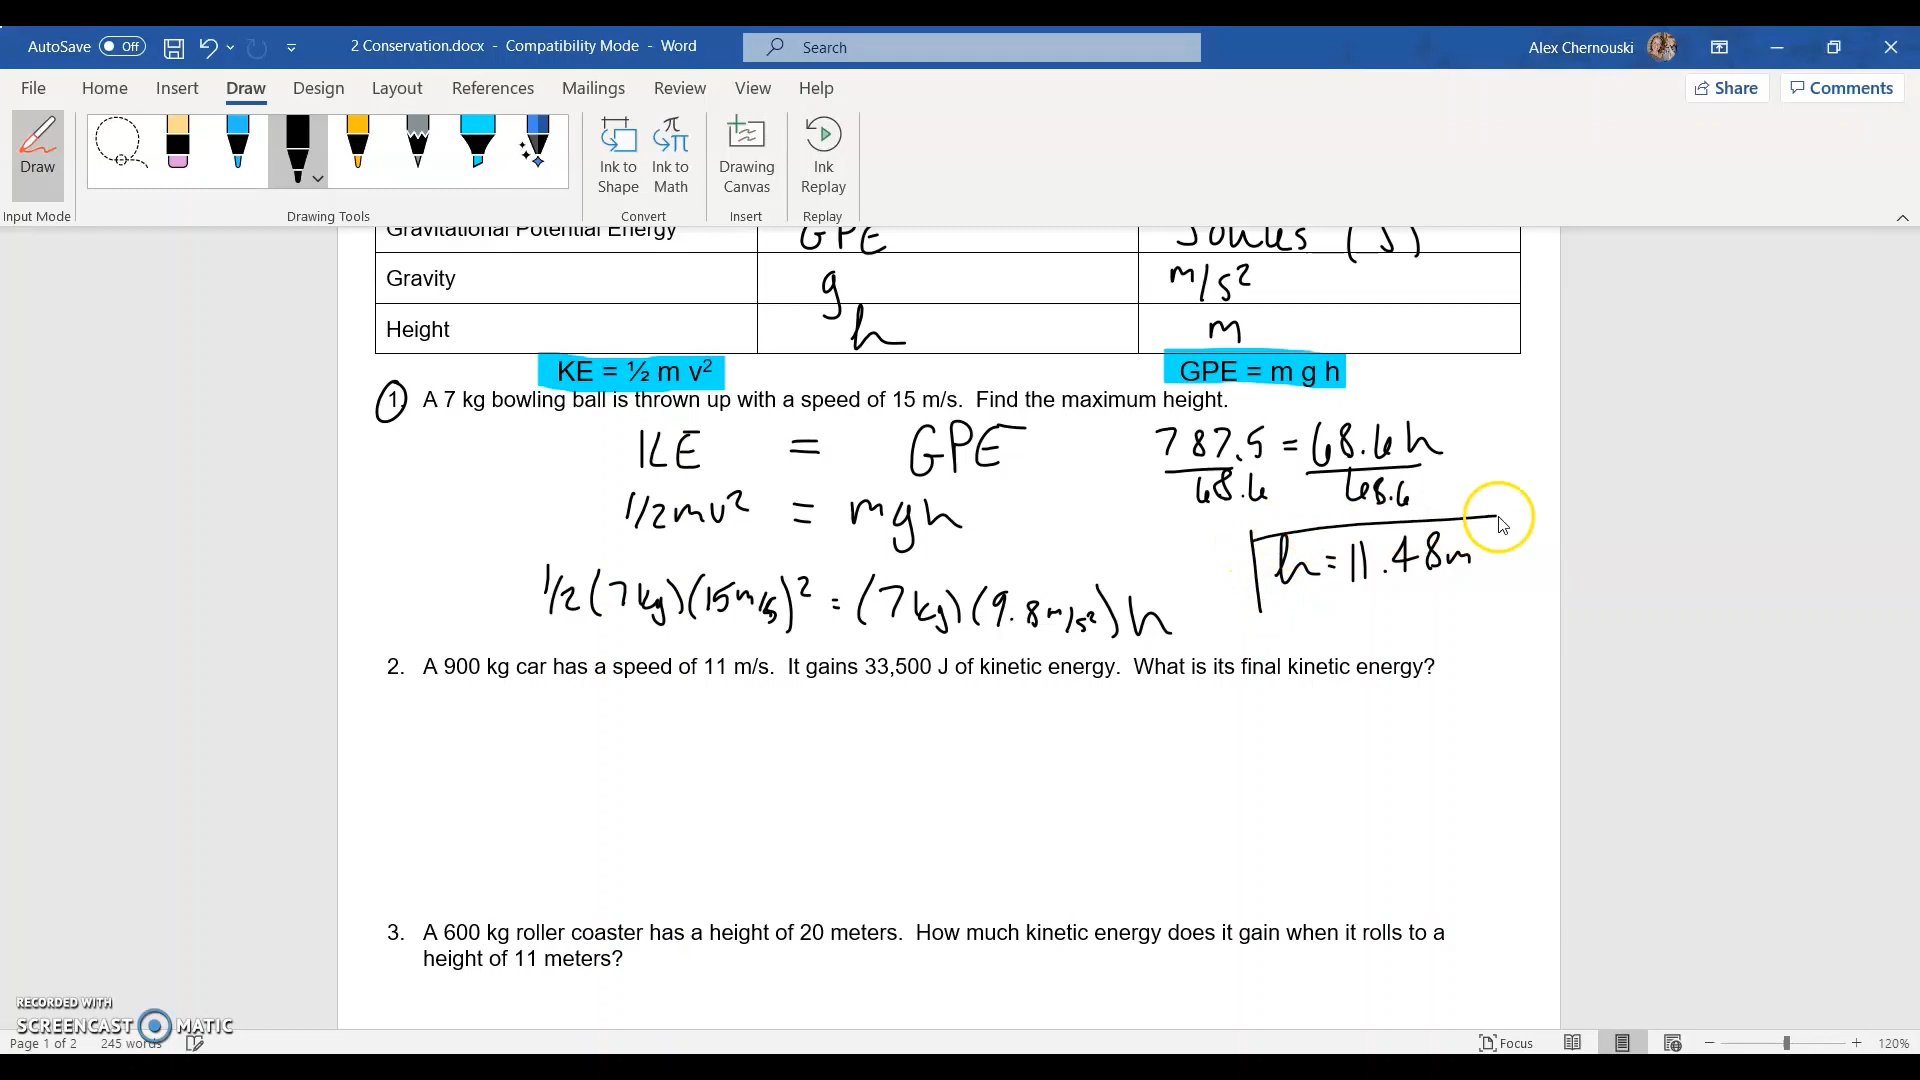 AutoSave Off 2 Conservation.docx - Compatibility Mode - Word Search Alex Chernouski
File Home Insert Draw Design Layout References Mailings Review View Help Share Comments
Draw Ink to Shape Ink to Math Drawing Canvas Ink Replay
Input Mode Drawing Tools Convert Insert Replay
Gravitational Potential Energy GPE Joules (J)
Gravity g m/s²
Height h m
KE = ½ m v² GPE = m g h
1. A 7 kg bowling ball is thrown up with a speed of 15 m/s. Find the maximum height.
KE = GPE 787.5 = 68.6h
68.6 68.6
1/2mv² = mgh
h = 11.48m
1/2 (7kg)(15m/s)² = (7kg)(9.8m/s²)h
2. A 900 kg car has a speed of 11 m/s. It gains 33,500 J of kinetic energy. What is its final kinetic energy?
3. A 600 kg roller coaster has a height of 20 meters. How much kinetic energy does it gain when it rolls to a
height of 11 meters?
RECORDED WITH
SCREENCAST MATIC
Page 1 of 2 245 words Focus 120%